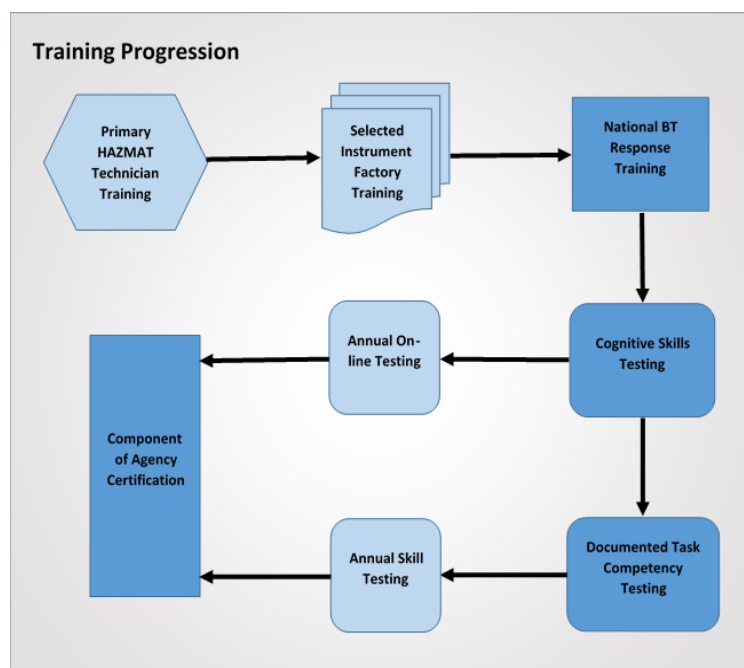 Training Progression
Primary
HAZMAT
Technician
Training
Selected
Instrument
Factory
Training
National BT
Response
Training
Annual On-
line Testing
Cognitive Skills
Testing
Component
of Agency
Certification
Annual Skill
Testing
Documented Task
Competency
Testing